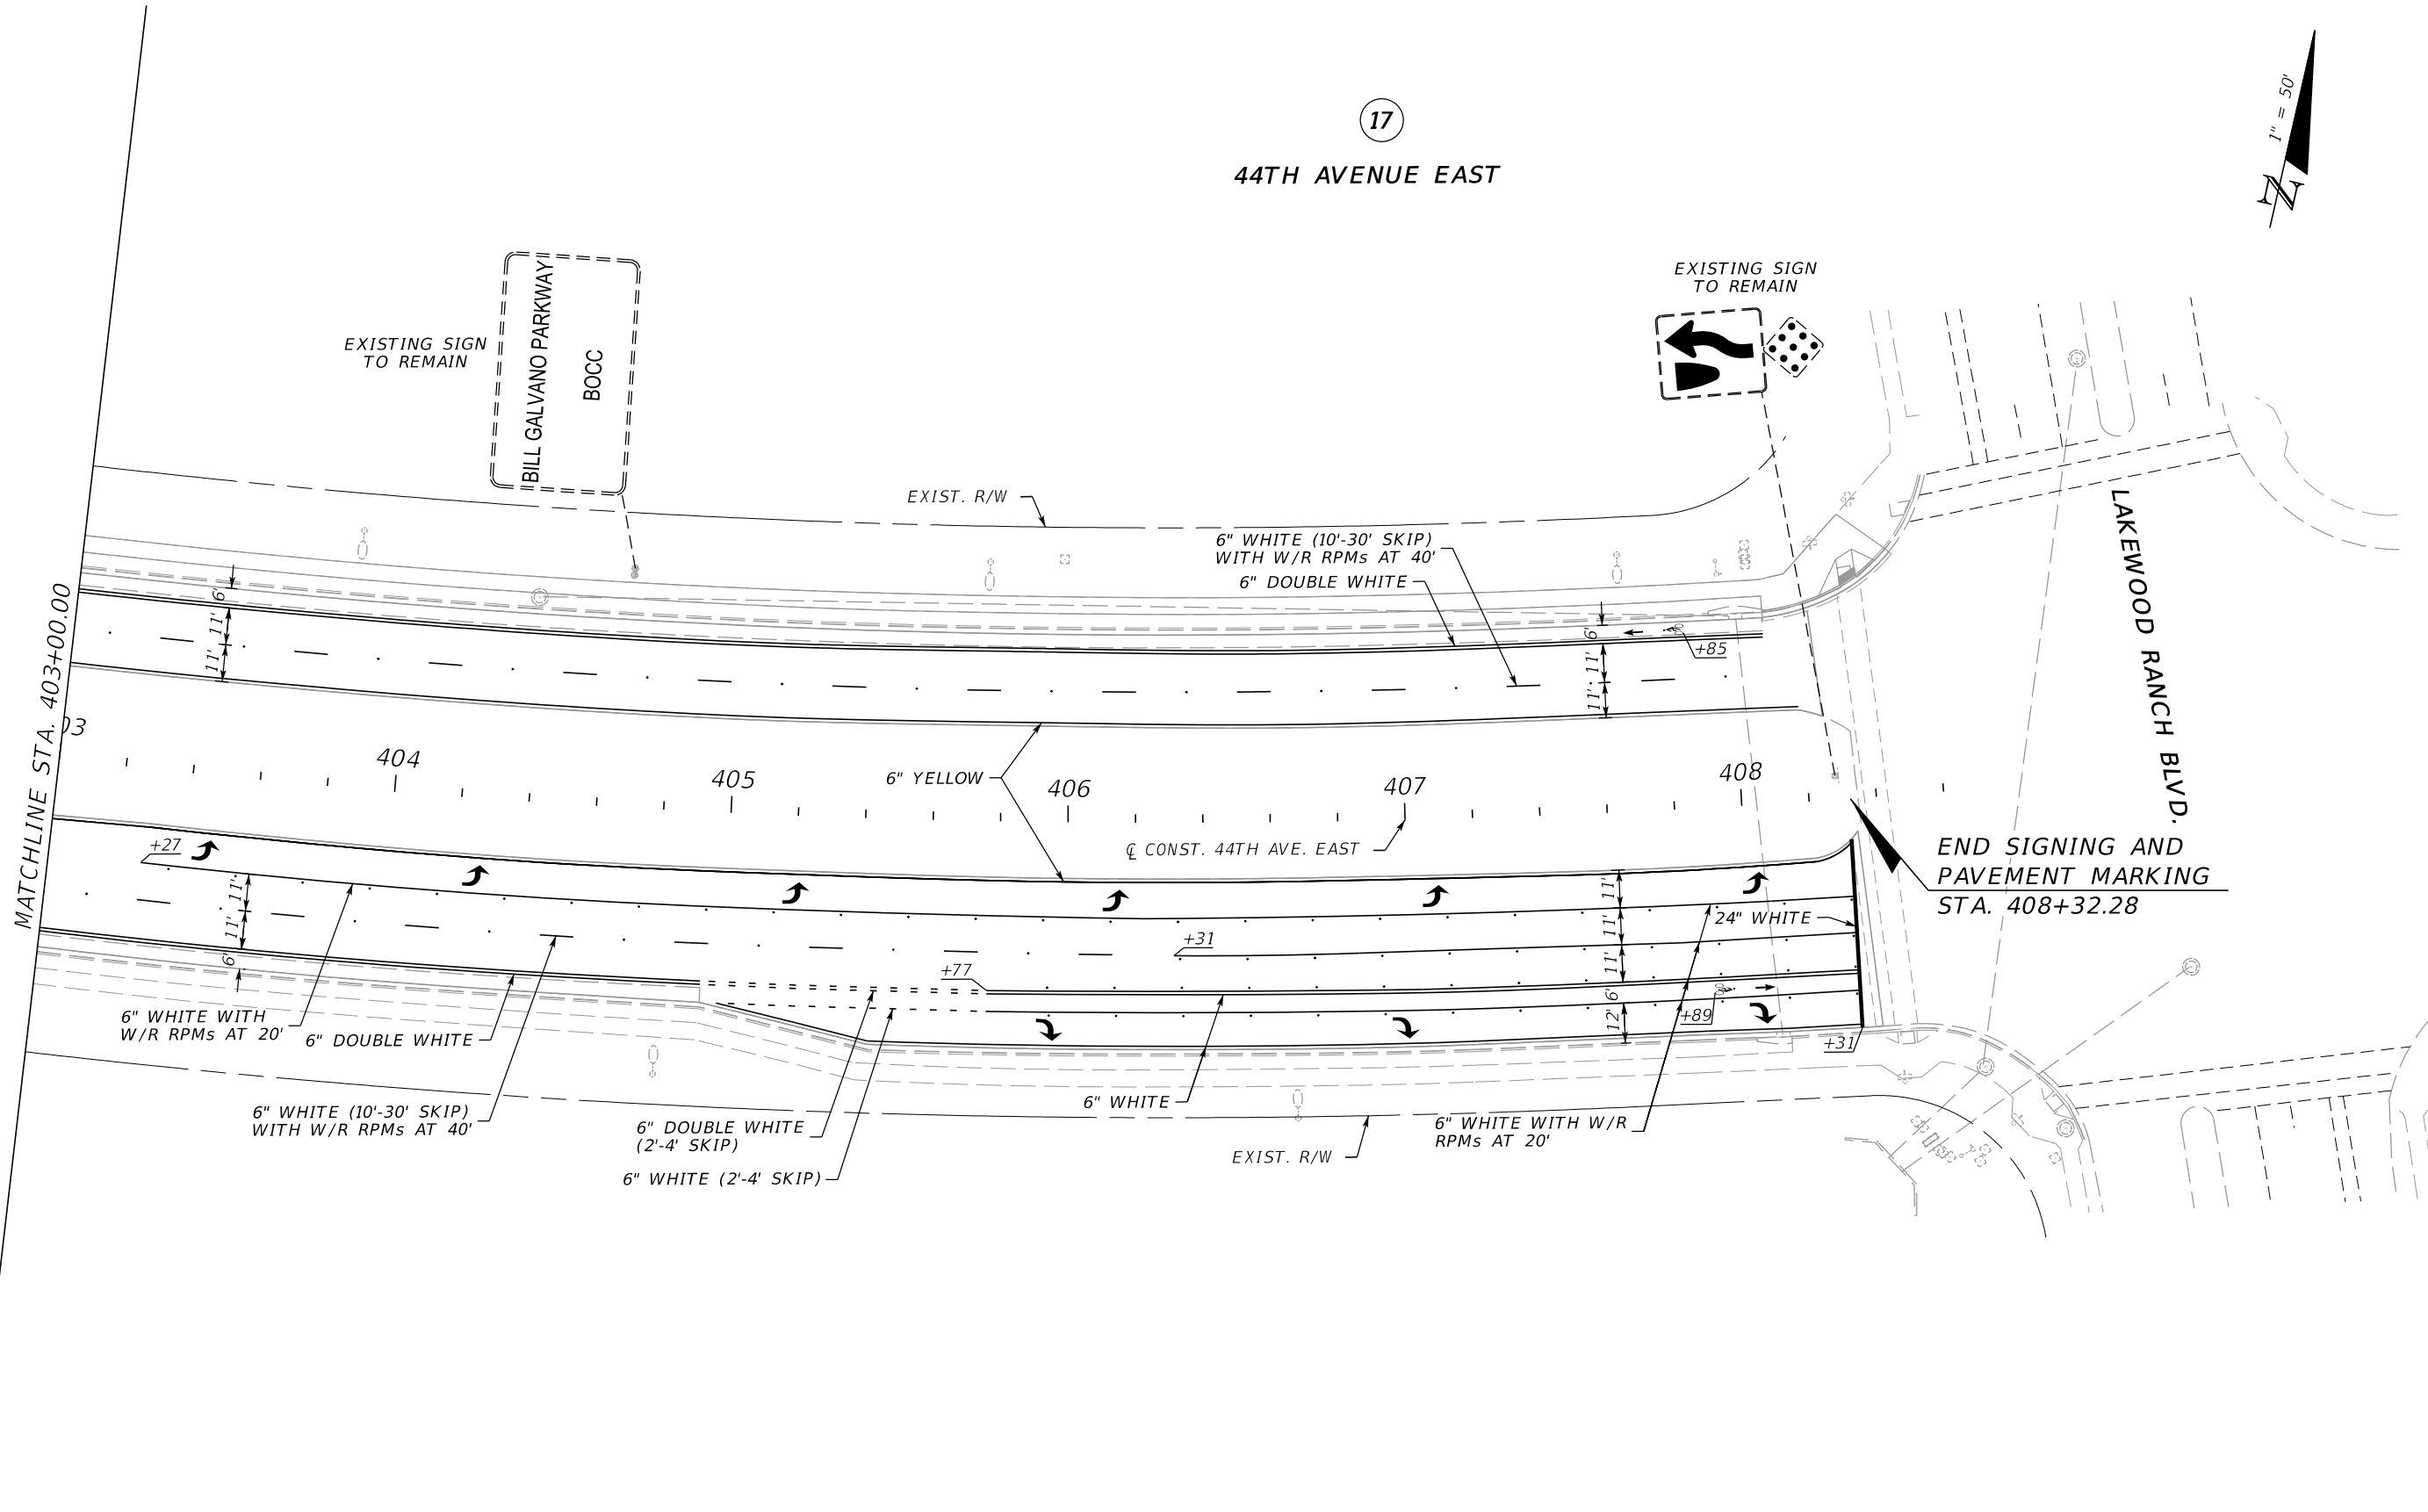 17
44TH AVENUE EAST
1" = 50'
N
MATCHLINE STA. 403+00.00
EXISTING SIGN
TO REMAIN
BILL GALVANO PARKWAY
BOCC
EXISTING SIGN
TO REMAIN
EXIST. R/W
6" WHITE (10'-30' SKIP)
WITH W/R RPMs AT 40'
6" DOUBLE WHITE
LAKEWOOD RANCH BLVD.
6'
11'
11'
6'
11'
11'
+85
03
404
405
406
407
408
6" YELLOW
℄ CONST. 44TH AVE. EAST
END SIGNING AND
PAVEMENT MARKING
STA. 408+32.28
+27
11'
11'
6'
+31
+77
11'
11'
11'
6'
12'
24" WHITE
+89
+31
6" WHITE WITH
W/R RPMs AT 20'
6" DOUBLE WHITE
6" WHITE (10'-30' SKIP)
WITH W/R RPMs AT 40'
6" DOUBLE WHITE
(2'-4' SKIP)
6" WHITE (2'-4' SKIP)
6" WHITE
EXIST. R/W
6" WHITE WITH W/R
RPMs AT 20'